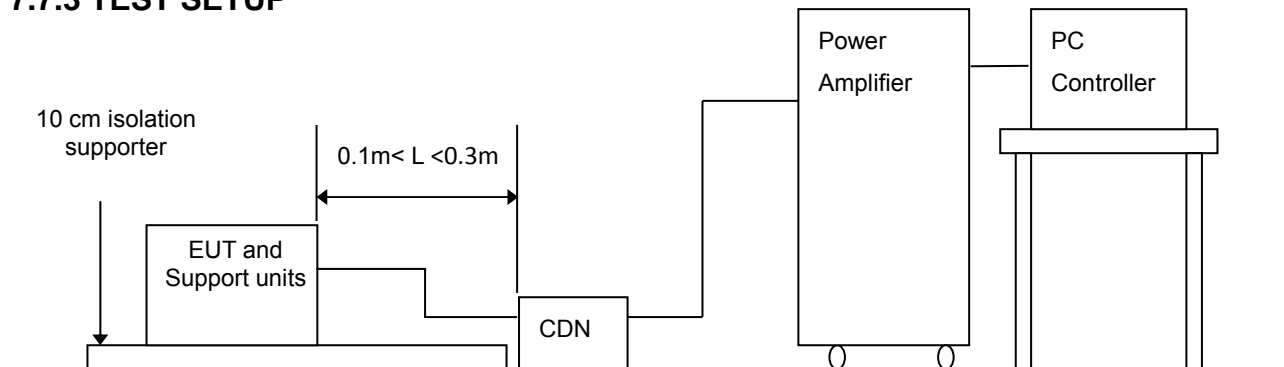 7.7.3 TEST SETUP
Power
Amplifier
PC
Controller
10 cm isolation
supporter
0.1m< L <0.3m
EUT and
Support units
CDN